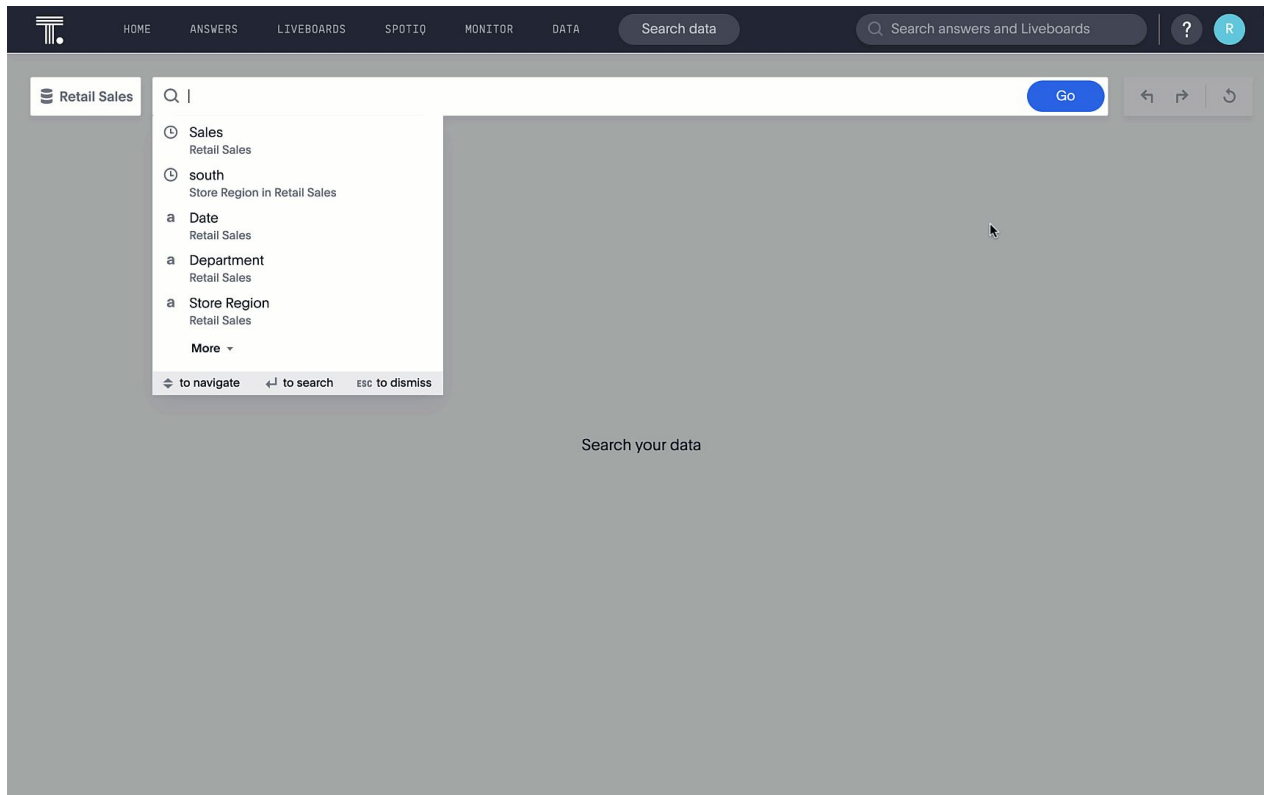 T.
HOME ANSWERS LIVEBOARDS SPOTIQ MONITOR DATA Search data Search answers and Liveboards ? R
Retail Sales Go
Sales
Retail Sales
south
Store Region in Retail Sales
a Date
Retail Sales
a Department
Retail Sales
a Store Region
Retail Sales
More
to navigate to search ESC to dismiss
Search your data